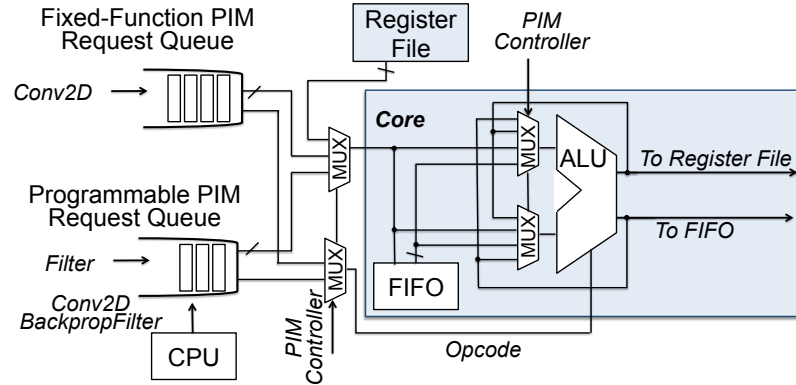 Fixed-Function PIM
Request Queue
Conv2D
Register
File
PIM
Controller
Core
MUX
MUX
ALU
To Register File
Programmable PIM
Request Queue
Filter
Conv2D
BackpropFilter
CPU
MUX
PIM
Controller
FIFO
MUX
To FIFO
Opcode